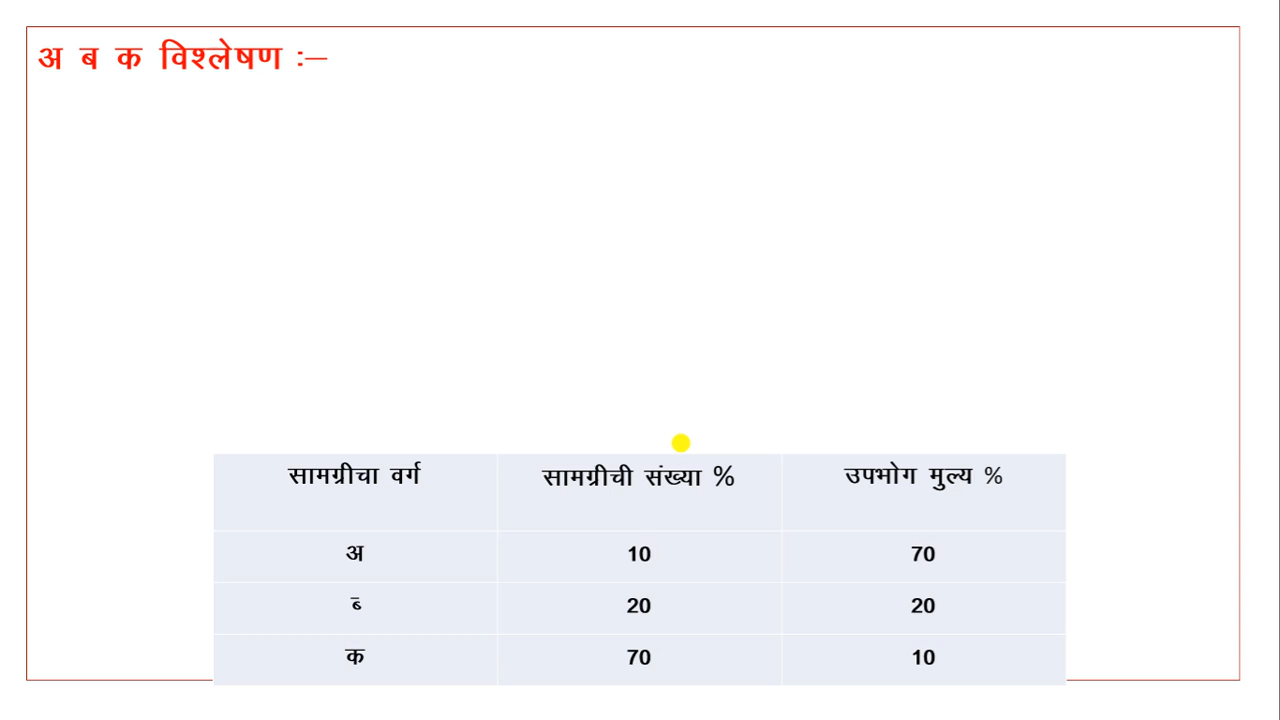 अ ब क विश्लेषण :–
सामग्रीचा वर्ग सामग्रीची संख्या % उपभोग मुल्य %
अ 10 70
ब 20 20
क 70 10